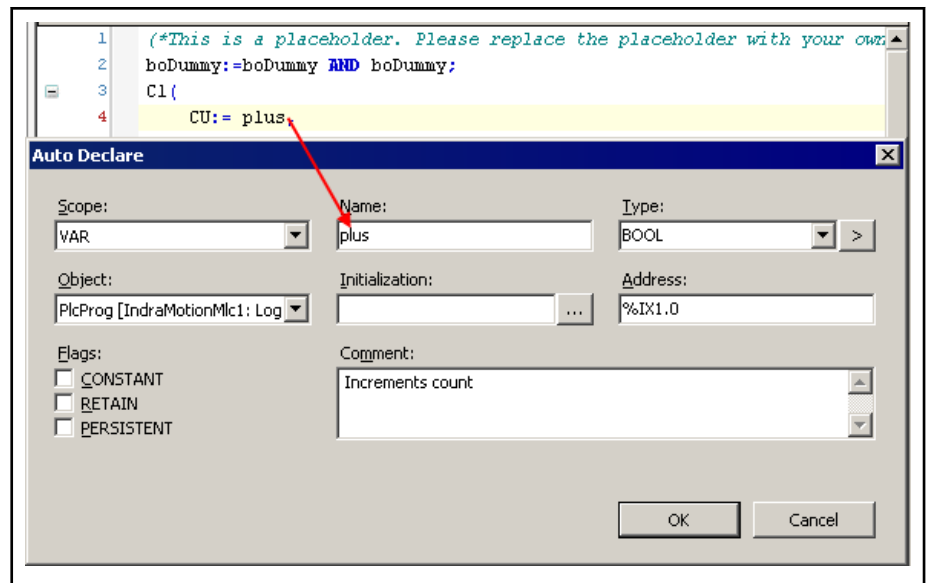 1 (*This is a placeholder. Please replace the placeholder with your own
2 boDummy:=boDummy AND boDummy;
3 C1(
4 CU:= plus,
Auto Declare
Scope: Name: Type:
VAR plus BOOL >
Object: Initialization: Address:
PlcProg [IndraMotionMlc1: Log ... %IX1.0
Flags: Comment:
CONSTANT Increments count
RETAIN
PERSISTENT
OK Cancel